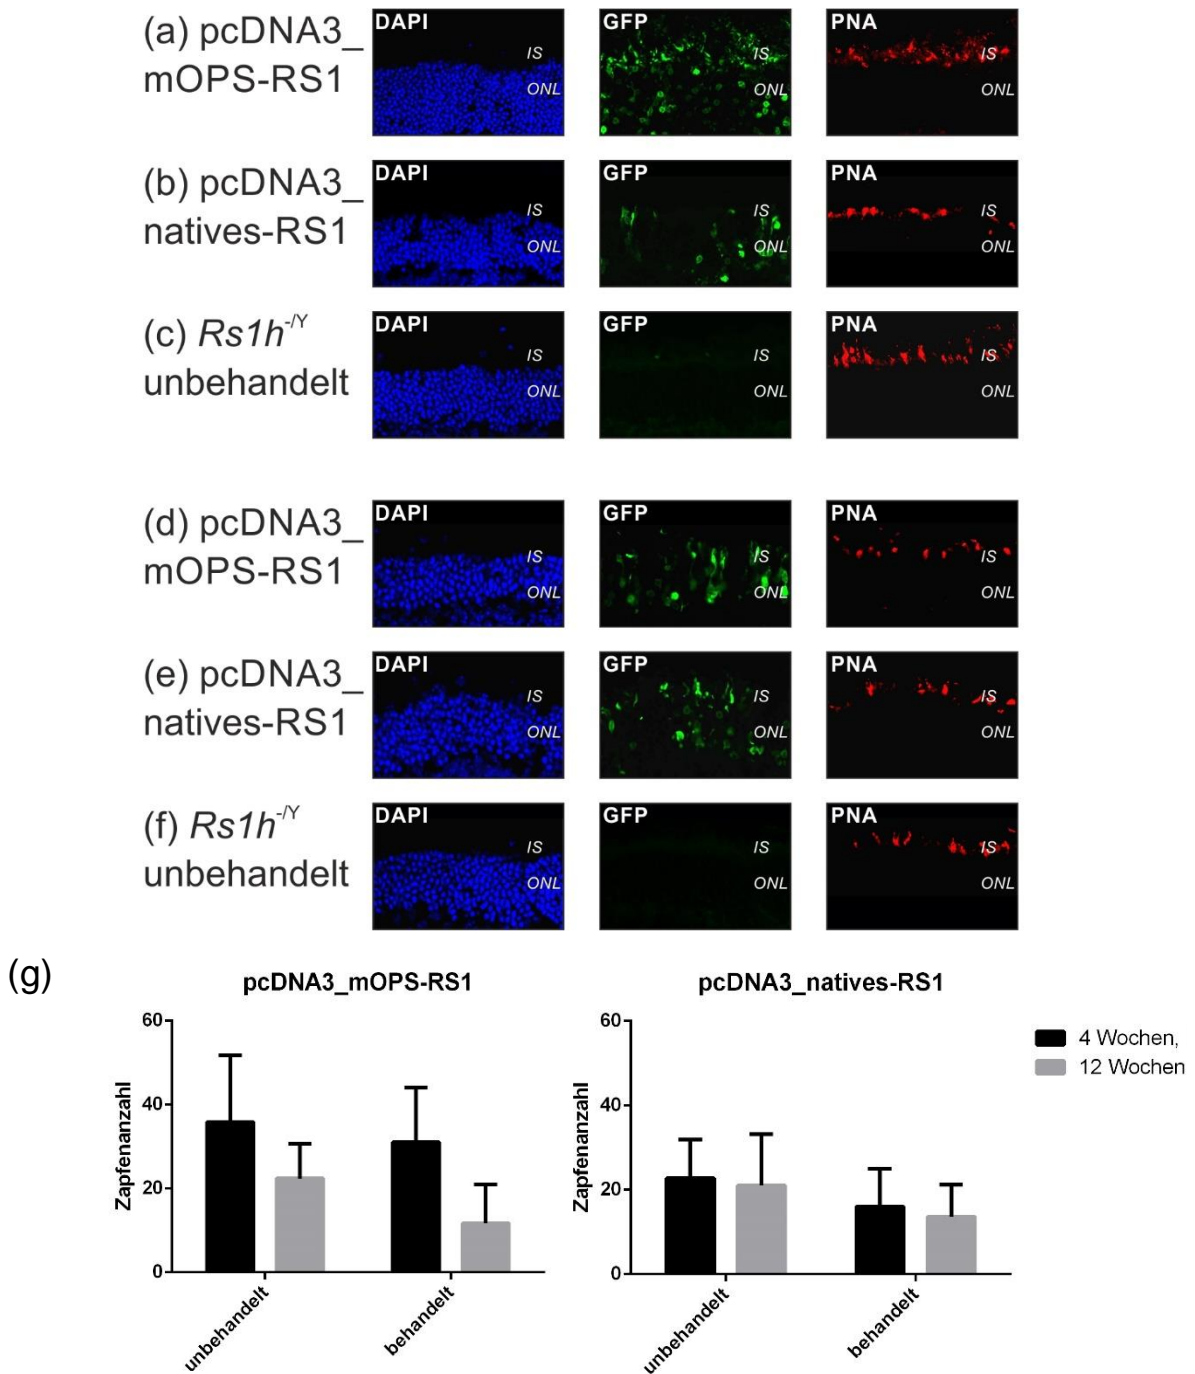 (a) pcDNA3_
mOPS-RS1
DAPI
IS
ONL
GFP
IS
ONL
PNA
IS
ONL
(b) pcDNA3_
natives-RS1
DAPI
IS
ONL
GFP
IS
ONL
PNA
IS
ONL
(c) Rs1h-/Y
unbehandelt
DAPI
IS
ONL
GFP
IS
ONL
PNA
IS
ONL
(d) pcDNA3_
mOPS-RS1
DAPI
IS
ONL
GFP
IS
ONL
PNA
IS
ONL
(e) pcDNA3_
natives-RS1
DAPI
IS
ONL
GFP
IS
ONL
PNA
IS
ONL
(f) Rs1h-/Y
unbehandelt
DAPI
IS
ONL
GFP
IS
ONL
PNA
IS
ONL
(g)
pcDNA3_mOPS-RS1
Zapfenanzahl
60
40
20
0
unbehandelt
behandelt
pcDNA3_natives-RS1
Zapfenanzahl
60
40
20
0
unbehandelt
behandelt
4 Wochen,
12 Wochen